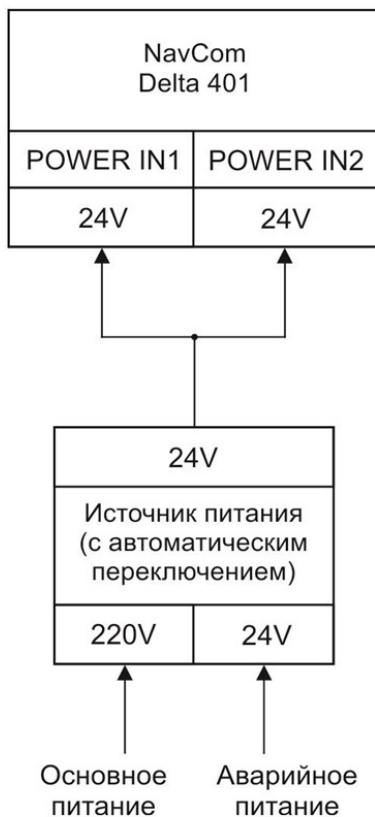 NavCom
Delta 401
POWER IN1 POWER IN2
24V 24V
24V
Источник питания
(с автоматическим
переключением)
220V 24V
Основное Аварийное
питание питание